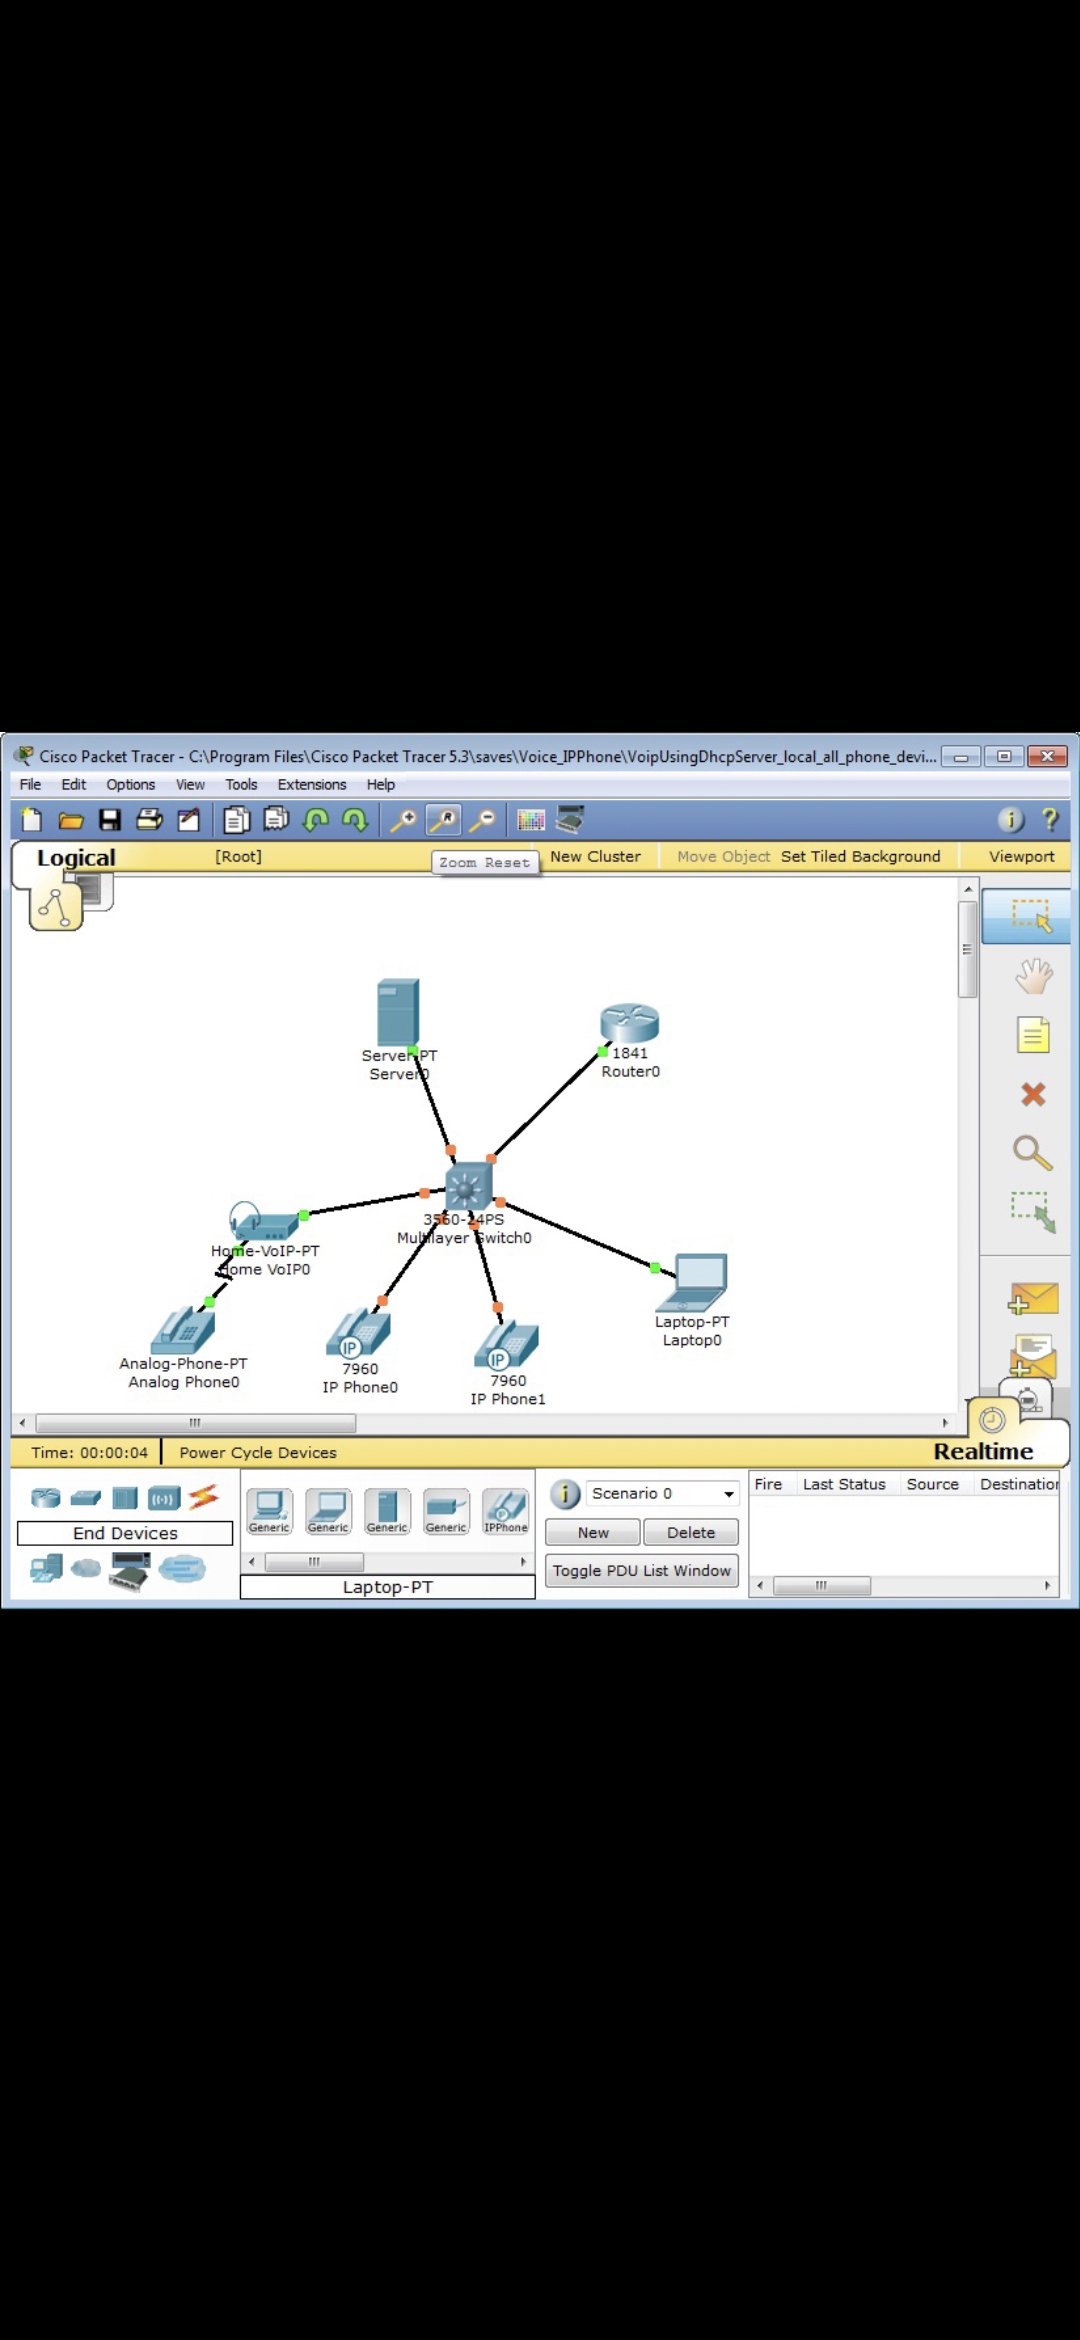 Cisco Packet Tracer - C:\Program Files\Cisco Packet Tracer 5.3\saves\Voice_IPPhone\VoipUsingDhcpServer_local_all_phone_devi...
File Edit Options View Tools Extensions Help
Logical [Root] New Cluster Move Object Set Tiled Background Viewport
Zoom Reset
Server-PT
Server0
1841
Router0
3560-24PS
Multilayer Switch0
Home-VoIP-PT
Home VoIP0
Laptop-PT
Laptop0
Analog-Phone-PT
Analog Phone0
IP
7960
IP Phone0
IP
7960
IP Phone1
Time: 00:00:04 Power Cycle Devices Realtime
End Devices
Generic Generic Generic Generic IPPhone
Laptop-PT
Scenario 0
New Delete
Toggle PDU List Window
Fire Last Status Source Destination